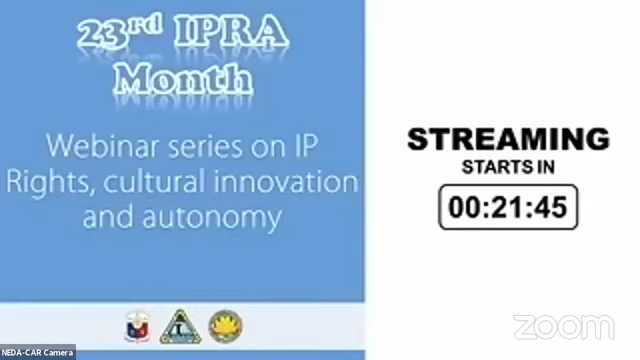 23rd IPRA
Month
Webinar series on IP
Rights, cultural innovation
and autonomy
STREAMING
STARTS IN
00:21:45
zoom
NEDA-CAR Camera